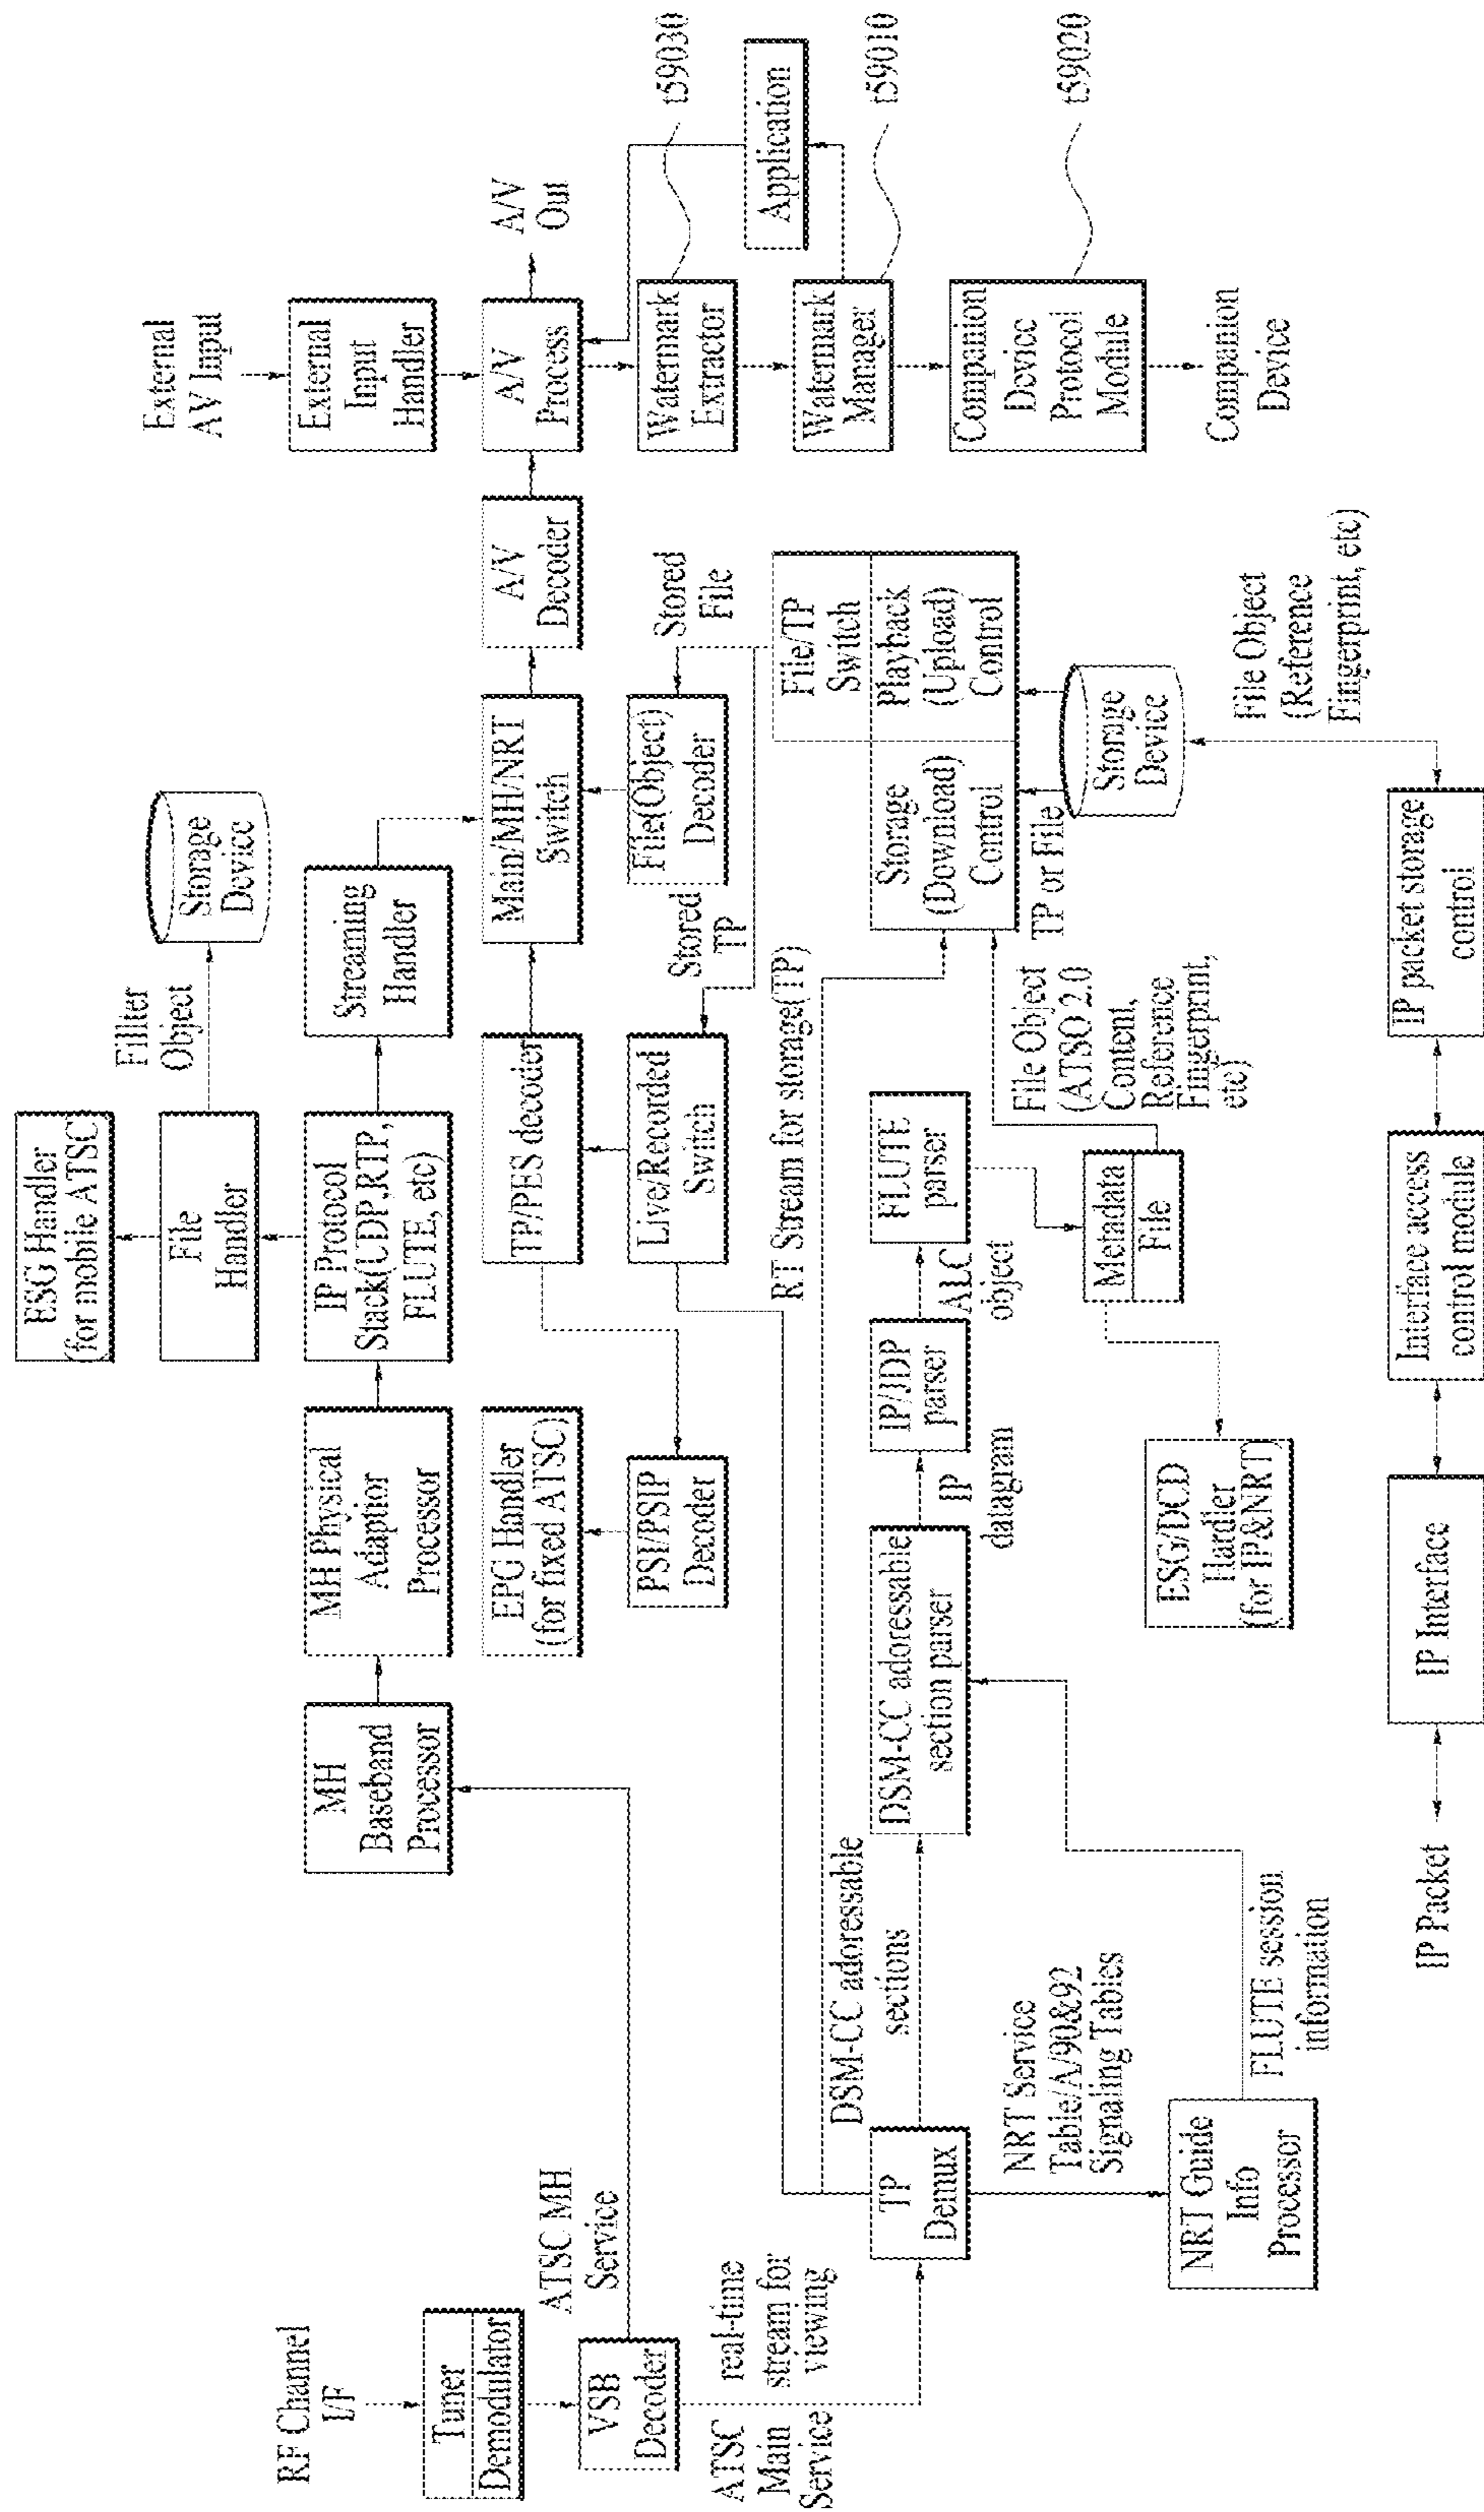 RF Channel
I/F
Tuner
Demodulator
VSB
Decoder
ATSC MH
Service
ATSC
Main
Service
real-time
stream for
viewing
MH
Baseband
Processor
MH Physical
Adaptior
Processor
IP Protocol
Stack(UDP,RTP,
FLUTE, etc)
File
Handler
ESG Handler
(for mobile ATSC)
Fillter
Object
Storage
Device
Streaming
Handler
EPG Handler
(for fixed ATSC)
PSI/PSIP
Decoder
TP/PES decoder
Live/Recorded
Switch
Main/MH/NRT
Switch
File(Object)
Decoder
Stored
TP
Stored
File
A/V
Decoder
External
AV Input
External
Input
Handler
A/V
Process
A/V
Out
Watermark
Extractor
t59030
Application
Watermark
Manager
t59010
Companion
Device
Protocol
Module
t59020
Companion
Device
RT Stream for storage(TP)
TP
Demux
DSM-CC adoressable
sections
DSM-CC adoressable
section parser
IP
datagram
IP/JDP
parser
ALC
object
FLUTE
parser
Metadata
File
File Object
(ATSO 2.0
Content,
Reference
Fingerprint,
etc)
File/TP
Switch
Storage
(Download)
Control
Playback
(Upload)
Control
TP or File
Storage
Device
File Object
(Reference
Fingerprint, etc)
NRT Service
Table/A/90&92
Signaling Tables
NRT Guide
Info
Processor
FLUTE session
information
ESG/DCD
Hardler
(for IP&NRT)
IP Packet
IP Interface
Interface access
control module
IP packet storage
control